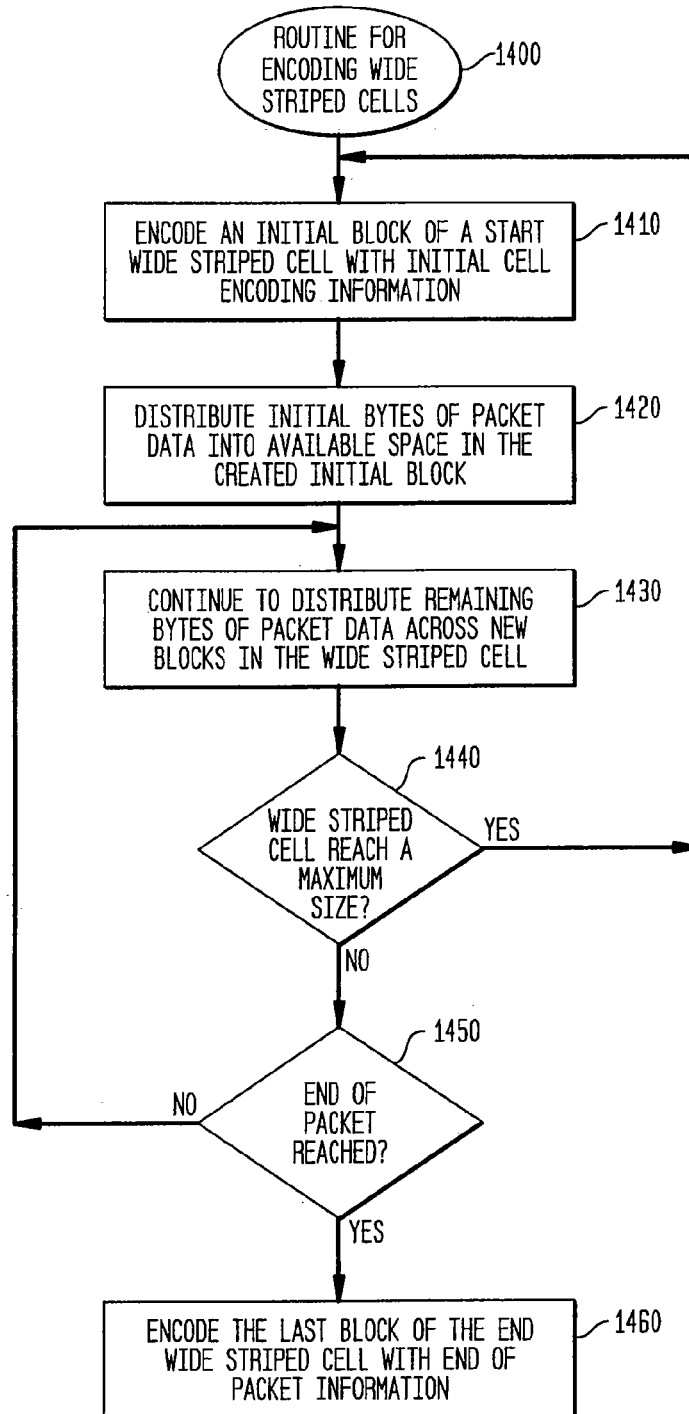 ROUTINE FOR
ENCODING WIDE
STRIPED CELLS
1400
ENCODE AN INITIAL BLOCK OF A START
WIDE STRIPED CELL WITH INITIAL CELL
ENCODING INFORMATION
1410
DISTRIBUTE INITIAL BYTES OF PACKET
DATA INTO AVAILABLE SPACE IN THE
CREATED INITIAL BLOCK
1420
CONTINUE TO DISTRIBUTE REMAINING
BYTES OF PACKET DATA ACROSS NEW
BLOCKS IN THE WIDE STRIPED CELL
1430
1440
WIDE STRIPED
CELL REACH A
MAXIMUM
SIZE?
YES
NO
1450
END OF
PACKET
REACHED?
NO
YES
ENCODE THE LAST BLOCK OF THE END
WIDE STRIPED CELL WITH END OF
PACKET INFORMATION
1460